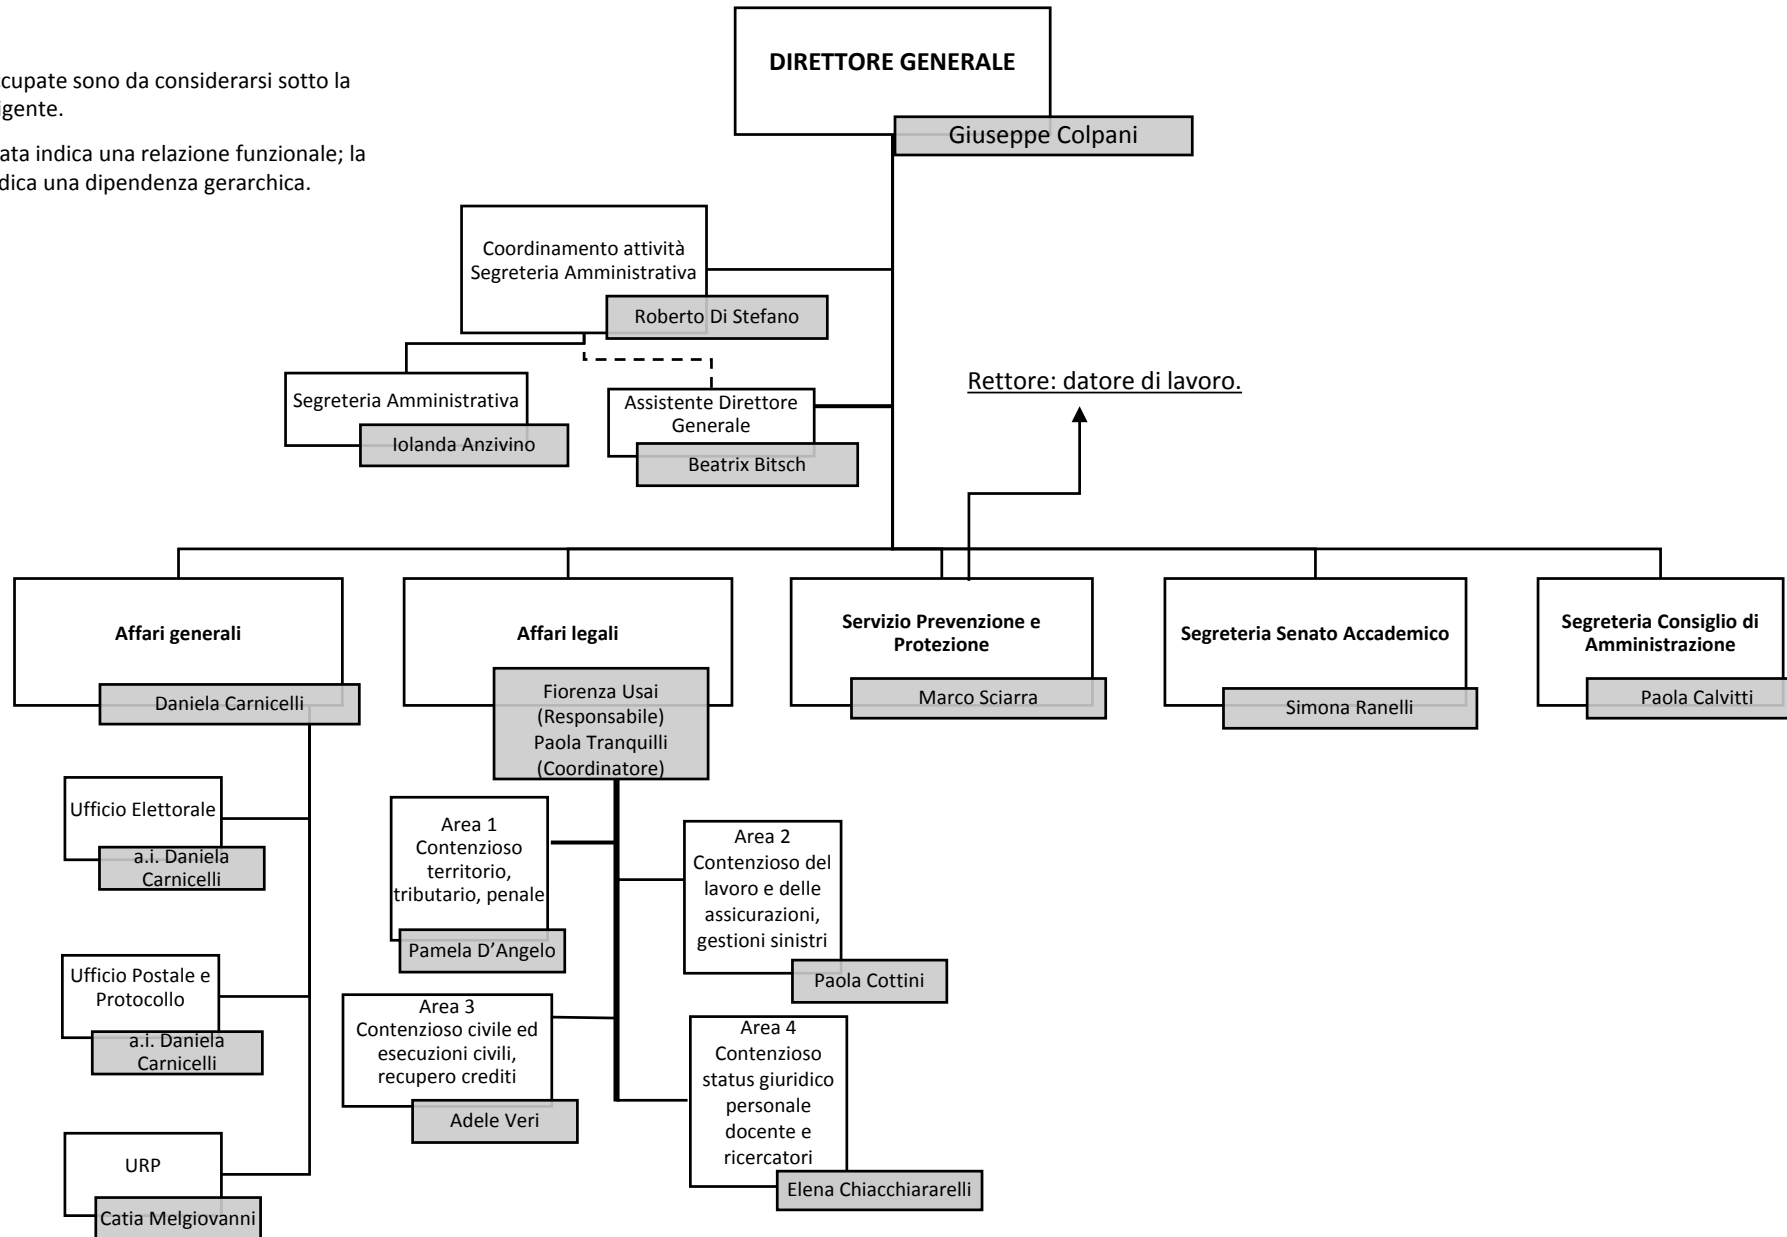 DIRETTORE GENERALE
Giuseppe Colpani
cupate sono da considerarsi sotto la
igente.
ata indica una relazione funzionale; la
dica una dipendenza gerarchica.
Coordinamento attività
Segreteria Amministrativa
Roberto Di Stefano
Segreteria Amministrativa
Iolanda Anzivino
Assistente Direttore
Generale
Beatrix Bitsch
Rettore: datore di lavoro.
Affari generali
Daniela Carnicelli
Affari legali
Fiorenza Usai
(Responsabile)
Paola Tranquilli
(Coordinatore)
Servizio Prevenzione e
Protezione
Marco Sciarra
Segreteria Senato Accademico
Simona Ranelli
Segreteria Consiglio di
Amministrazione
Paola Calvitti
Ufficio Elettorale
a.i. Daniela
Carnicelli
Ufficio Postale e
Protocollo
a.i. Daniela
Carnicelli
URP
Catia Melgiovanni
Area 1
Contenzioso
territorio,
tributario, penale
Pamela D’Angelo
Area 2
Contenzioso del
lavoro e delle
assicurazioni,
gestioni sinistri
Paola Cottini
Area 3
Contenzioso civile ed
esecuzioni civili,
recupero crediti
Adele Veri
Area 4
Contenzioso
status giuridico
personale
docente e
ricercatori
Elena Chiacchiararelli